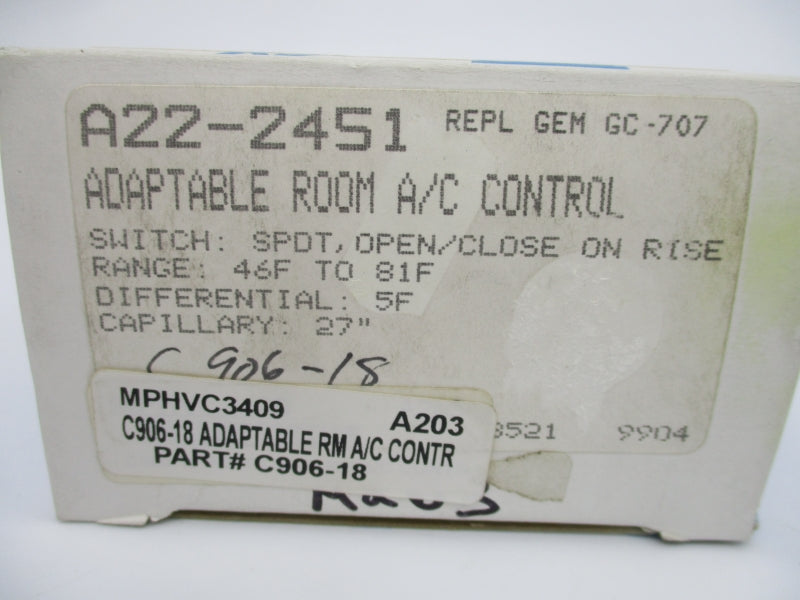 A22-2451 REPL GEM GC-707
ADAPTABLE ROOM A/C CONTROL
SWITCH: SPDT, OPEN/CLOSE ON RISE
RANGE: 46F TO 81F
DIFFERENTIAL: 5F
CAPILLARY: 27"
C 906-18
MPHVC3409 A203
C906-18 ADAPTABLE RM A/C CONTR
PART# C906-18
8521 9904